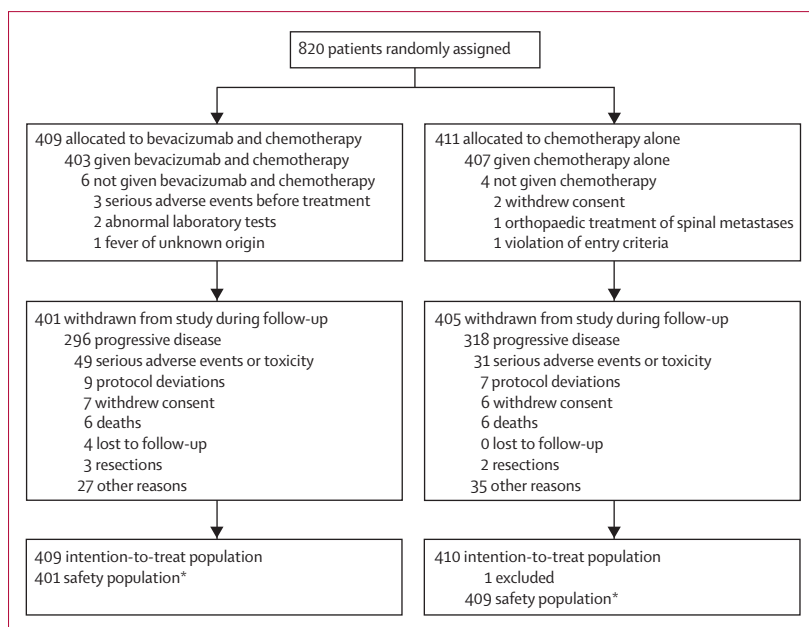 820 patients randomly assigned
409 allocated to bevacizumab and chemotherapy
403 given bevacizumab and chemotherapy
6 not given bevacizumab and chemotherapy
3 serious adverse events before treatment
2 abnormal laboratory tests
1 fever of unknown origin
411 allocated to chemotherapy alone
407 given chemotherapy alone
4 not given chemotherapy
2 withdrew consent
1 orthopaedic treatment of spinal metastases
1 violation of entry criteria
401 withdrawn from study during follow-up
296 progressive disease
49 serious adverse events or toxicity
9 protocol deviations
7 withdrew consent
6 deaths
4 lost to follow-up
3 resections
27 other reasons
405 withdrawn from study during follow-up
318 progressive disease
31 serious adverse events or toxicity
7 protocol deviations
6 withdrew consent
6 deaths
0 lost to follow-up
2 resections
35 other reasons
409 intention-to-treat population
401 safety population*
410 intention-to-treat population
1 excluded
409 safety population*